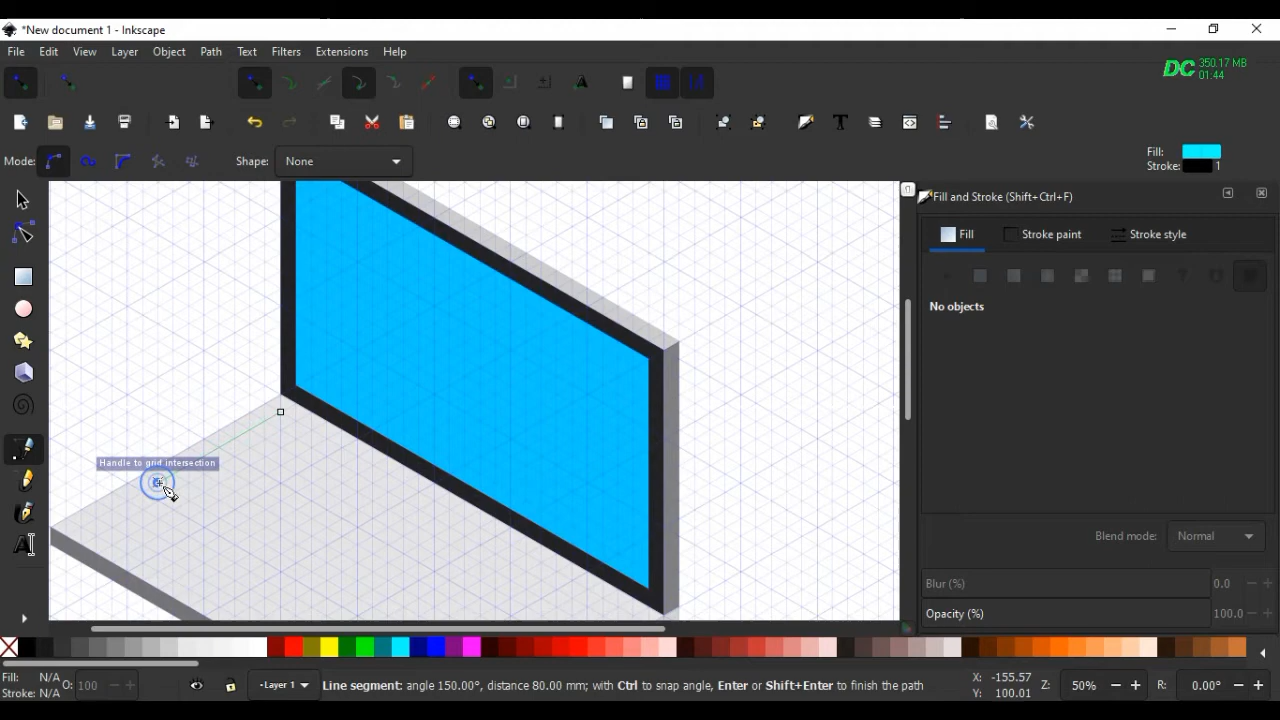 *New document 1 - Inkscape
File Edit View Layer Object Path Text Filters Extensions Help
DC 350.17 MB
01:44
Mode: Shape: None
Fill:
Stroke: 1
Fill and Stroke (Shift+Ctrl+F)
Fill Stroke paint Stroke style
No objects
Handle to grid intersection
Blend mode: Normal
Blur (%) 0.0
Opacity (%) 100.0
Fill: N/A
Stroke: N/A
O: 100
-Layer 1
Line segment: angle 150.00°, distance 80.00 mm; with Ctrl to snap angle, Enter or Shift+Enter to finish the path
X: -155.57
Y: 100.01
Z: 50%
R: 0.00°